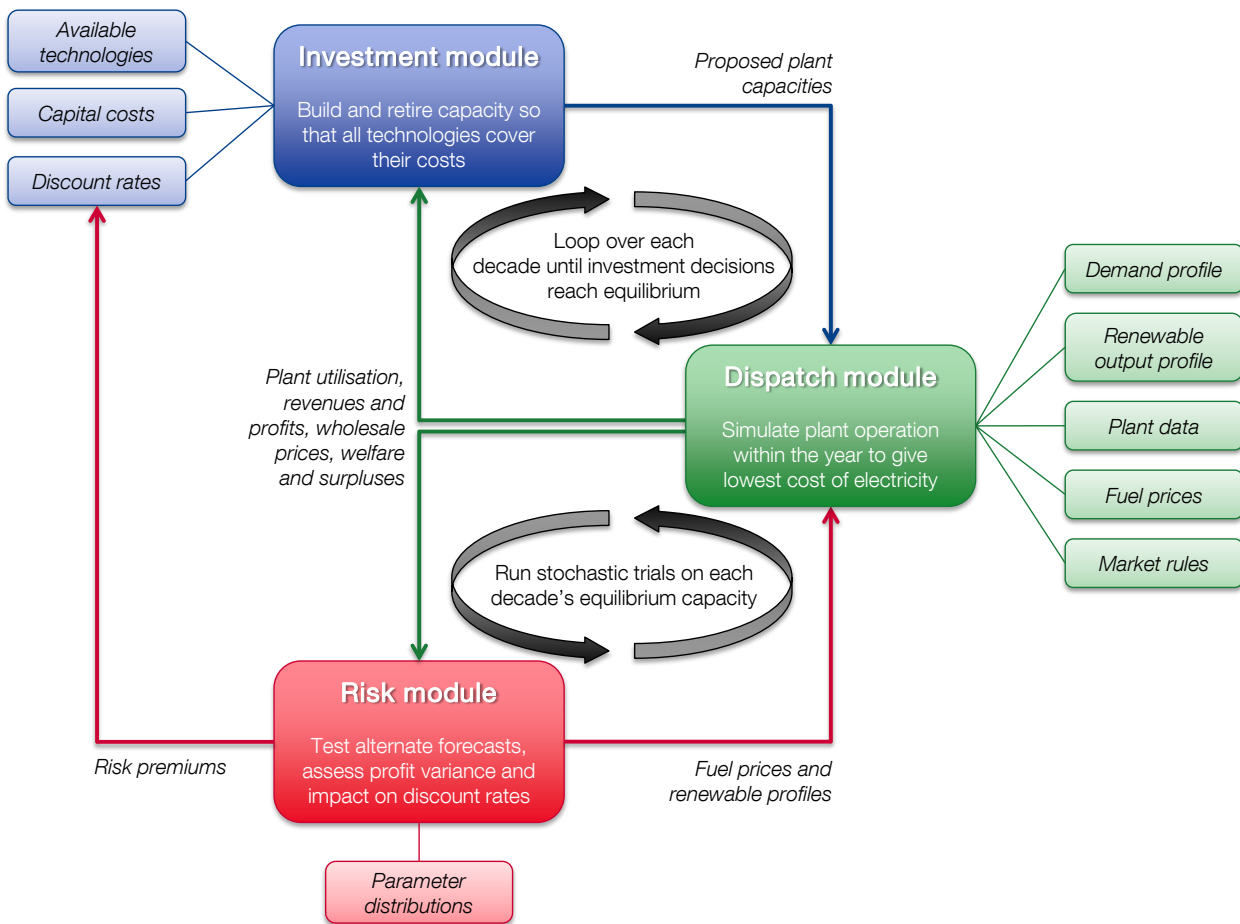 Available
technologies
Capital costs
Discount rates
Investment module
Build and retire capacity so
that all technologies cover
their costs
Proposed plant
capacities
Loop over each
decade until investment decisions
reach equilibrium
Demand profile
Renewable
output profile
Plant data
Fuel prices
Market rules
Dispatch module
Simulate plant operation
within the year to give
lowest cost of electricity
Plant utilisation,
revenues and
profits, wholesale
prices, welfare
and surpluses
Run stochastic trials on each
decade’s equilibrium capacity
Risk module
Test alternate forecasts,
assess profit variance and
impact on discount rates
Risk premiums
Fuel prices and
renewable profiles
Parameter
distributions